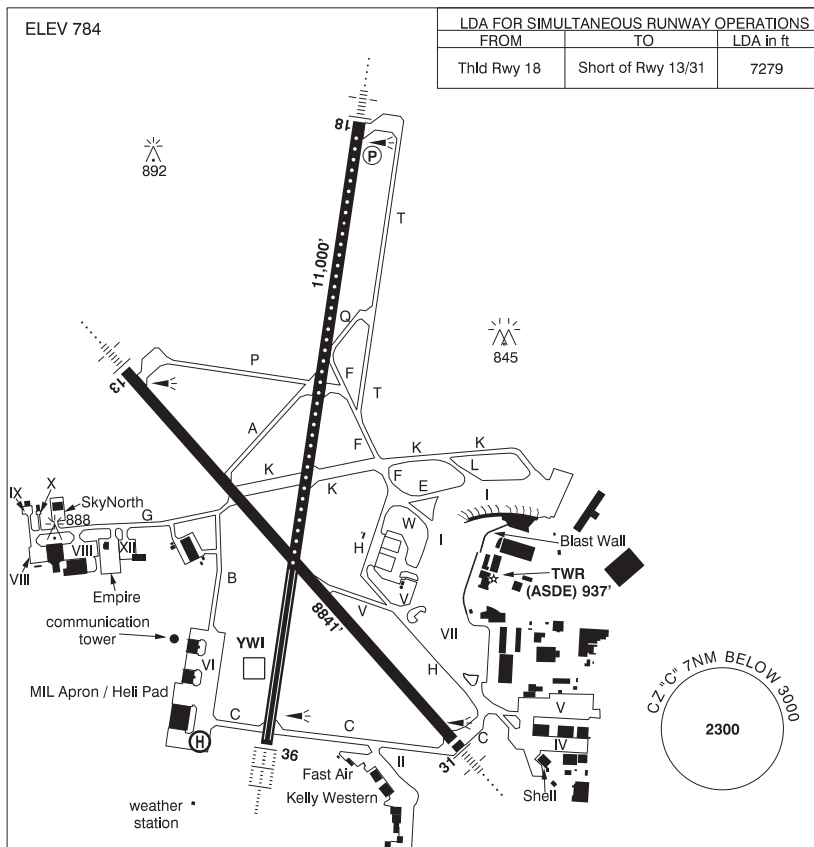 ELEV 784
LDA FOR SIMULTANEOUS RUNWAY OPERATIONS
FROM TO LDA in ft
Thld Rwy 18 Short of Rwy 13/31 7279
18
P
892
T
11,000'
Q
845
P
F
T
13
A
F
K
K
K
L
K
F
E
I
IX
X
SkyNorth
888
G
W
I
H
Blast Wall
VIII
VIII
XII
TWR
(ASDE) 937'
Empire
B
V
V
8841'
communication
tower
YWI
VII
VI
H
MIL Apron / Heli Pad
CZ "C" 7NM BELOW 3000
2300
V
C
C
C
IV
H
36
II
31
Fast Air
Kelly Western
Shell
weather
station